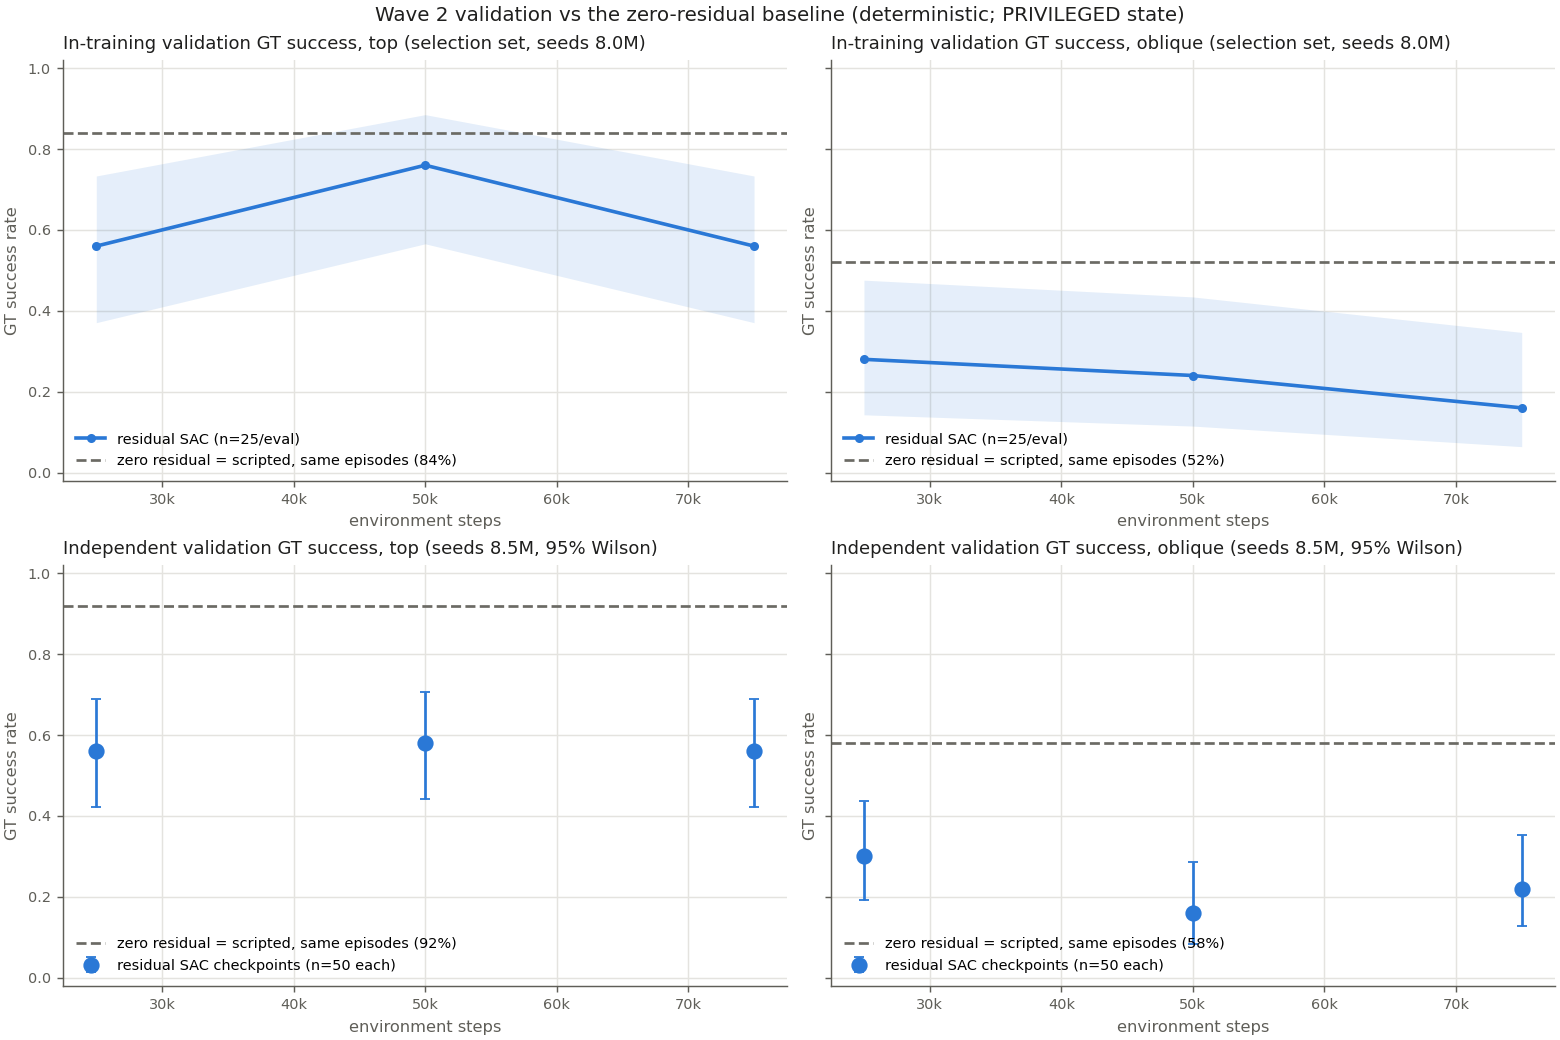 Wave 2 validation vs the zero-residual baseline (deterministic; PRIVILEGED state)
In-training validation GT success, top (selection set, seeds 8.0M)
GT success rate
1.0
0.8
0.6
0.4
0.2
0.0
residual SAC (n=25/eval)
zero residual = scripted, same episodes (84%)
30k 40k 50k 60k 70k
environment steps
In-training validation GT success, oblique (selection set, seeds 8.0M)
GT success rate
residual SAC (n=25/eval)
zero residual = scripted, same episodes (52%)
30k 40k 50k 60k 70k
environment steps
Independent validation GT success, top (seeds 8.5M, 95% Wilson)
GT success rate
1.0
0.8
0.6
0.4
0.2
0.0
zero residual = scripted, same episodes (92%)
residual SAC checkpoints (n=50 each)
30k 40k 50k 60k 70k
environment steps
Independent validation GT success, oblique (seeds 8.5M, 95% Wilson)
GT success rate
zero residual = scripted, same episodes (58%)
residual SAC checkpoints (n=50 each)
30k 40k 50k 60k 70k
environment steps